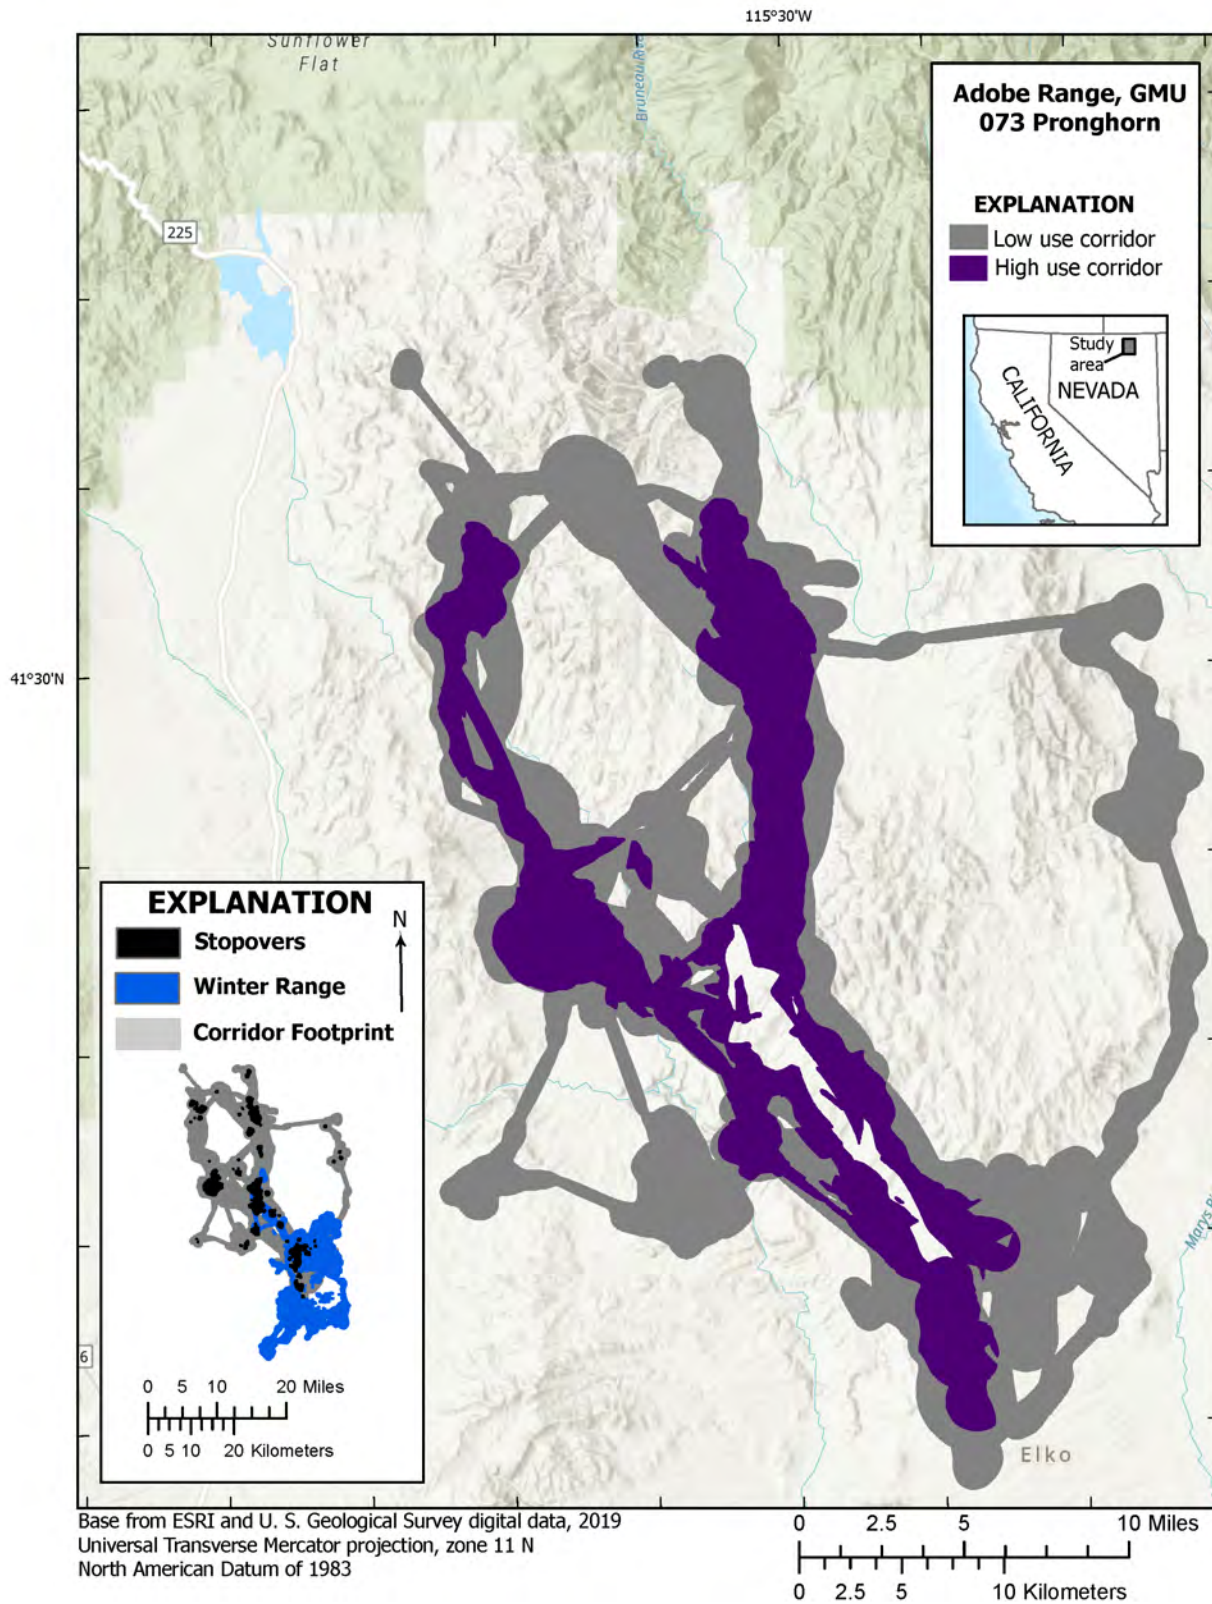 115°30'W
Sunflower
Flat
Bruneau Rive
Adobe Range, GMU
073 Pronghorn
EXPLANATION
Low use corridor
High use corridor
Study
area
NEVADA
CALIFORNIA
225
41°30'N
EXPLANATION
N
Stopovers
Winter Range
Corridor Footprint
0 5 10 20 Miles
0 5 10 20 Kilometers
6
Marys R
Elko
Base from ESRI and U. S. Geological Survey digital data, 2019
Universal Transverse Mercator projection, zone 11 N
North American Datum of 1983
0 2.5 5 10 Miles
0 2.5 5 10 Kilometers